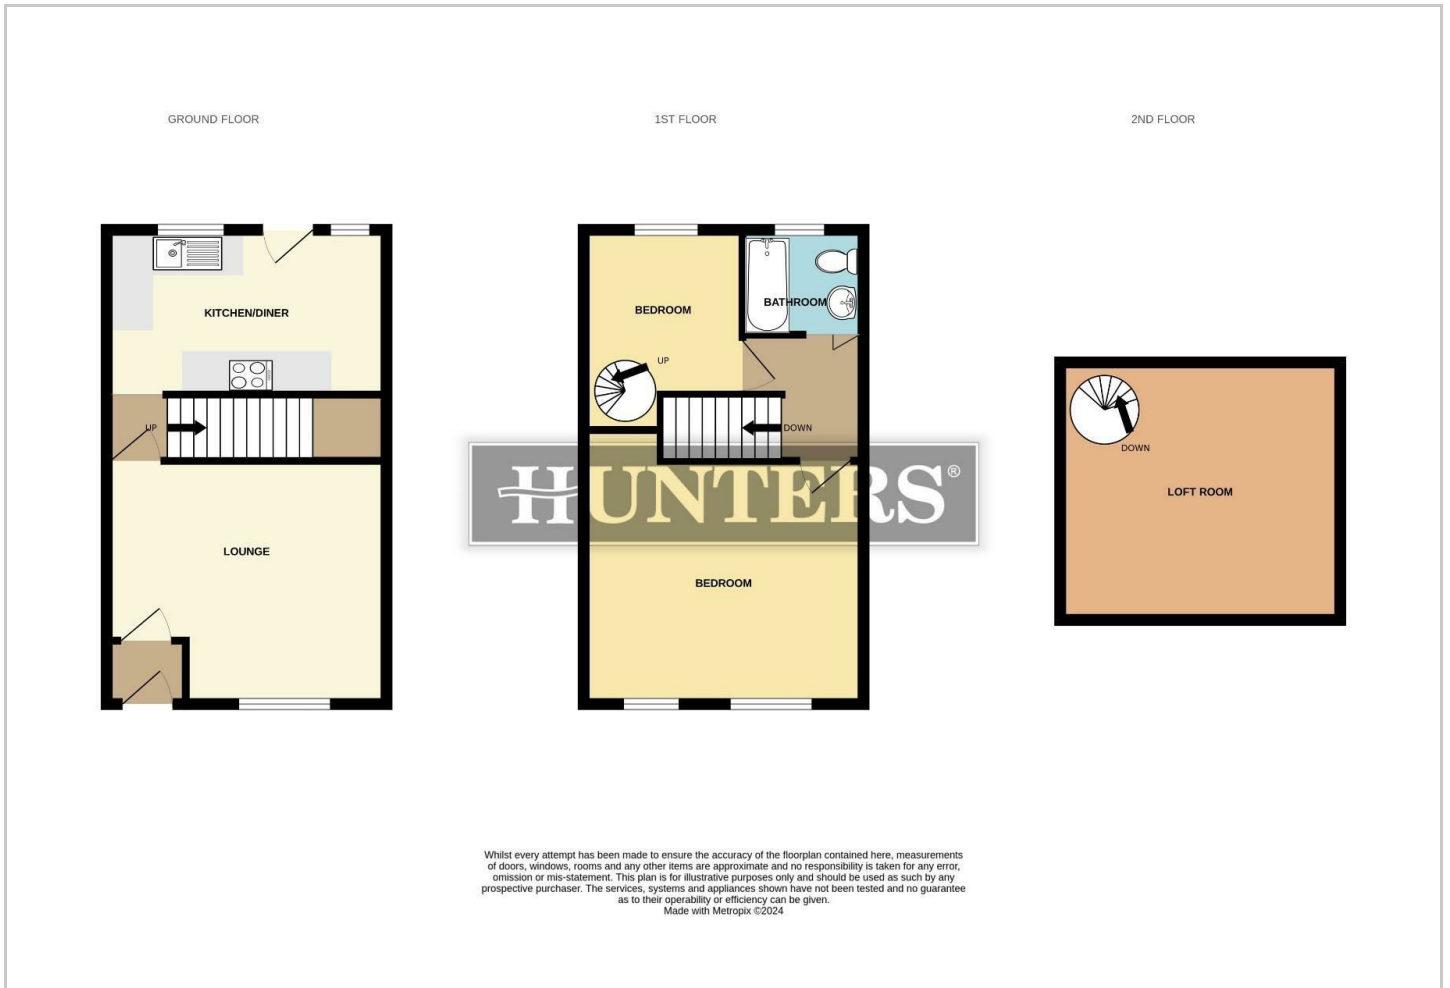 GROUND FLOOR
1ST FLOOR
2ND FLOOR
KITCHEN/DINER
UP
LOUNGE
BEDROOM
BATHROOM
UP
DOWN
HUNTERS®
BEDROOM
DOWN
LOFT ROOM
Whilst every attempt has been made to ensure the accuracy of the floorplan contained here, measurements
of doors, windows, rooms and any other items are approximate and no responsibility is taken for any error,
omission or mis-statement. This plan is for illustrative purposes only and should be used as such by any
prospective purchaser. The services, systems and appliances shown have not been tested and no guarantee
as to their operability or efficiency can be given.
Made with Metropix ©2024